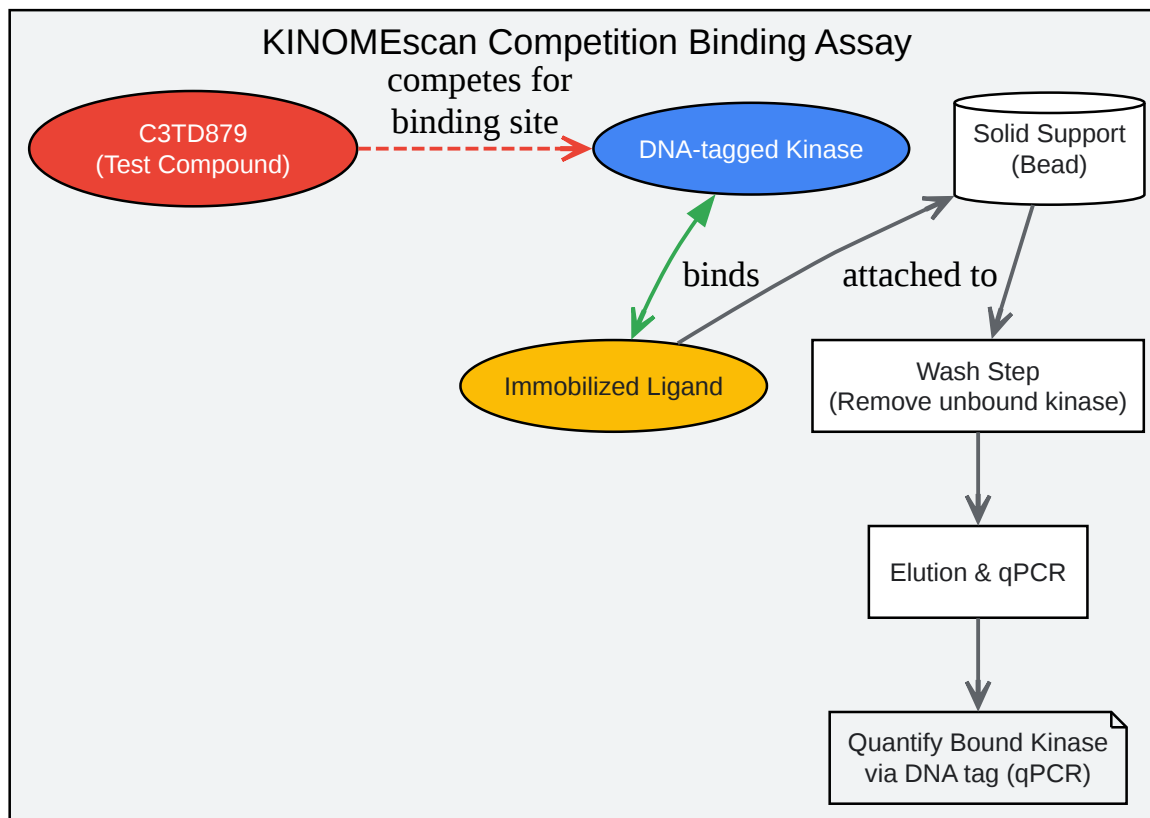 KINOMEscan Competition Binding Assay
competes for
binding site
C3TD879
(Test Compound)
DNA-tagged Kinase
Solid Support
(Bead)
binds
attached to
Immobilized Ligand
Wash Step
(Remove unbound kinase)
Elution & qPCR
Quantify Bound Kinase
via DNA tag (qPCR)